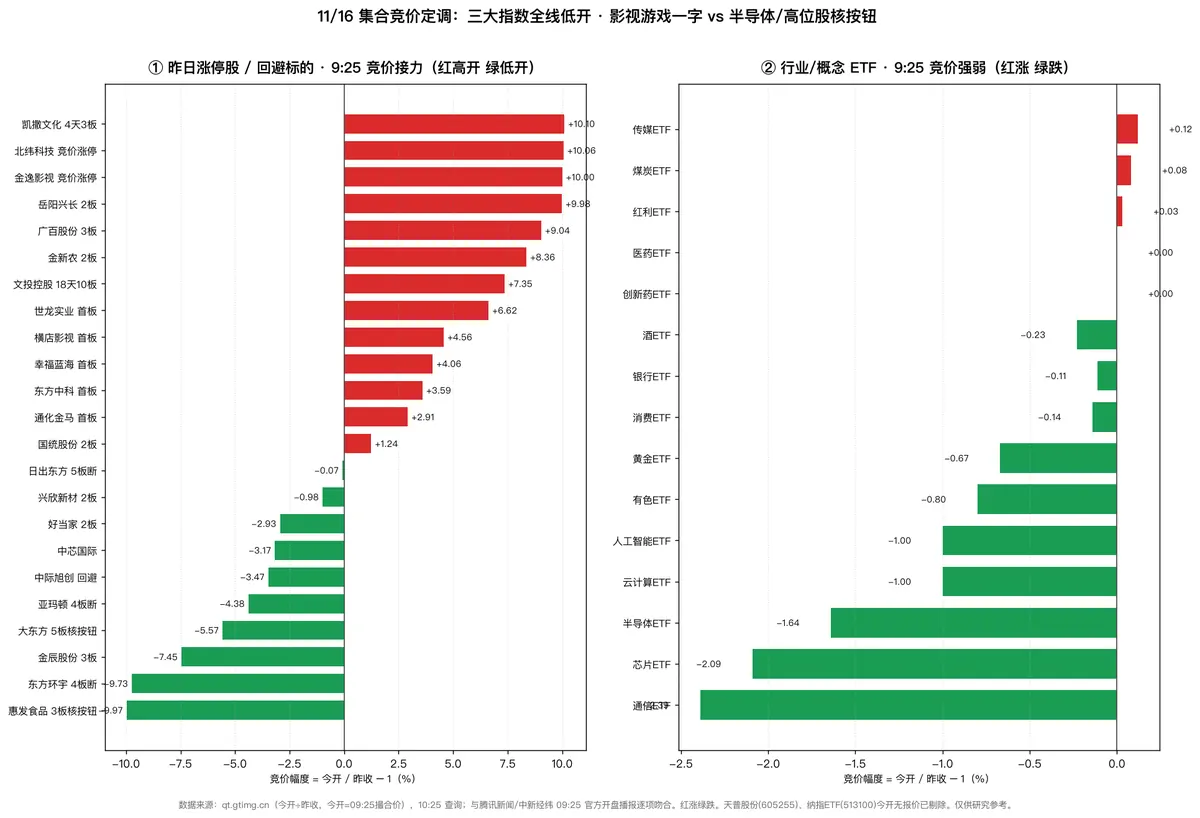 11/16 集合竞价定调：三大指数全线低开 · 影视游戏一字 vs 半导体/高位股核按钮
① 昨日涨停股 / 回避标的 · 9:25 竞价接力（红高开 绿低开）
凯撒文化 4天3板 +10.10
北纬科技 竞价涨停 +10.06
金逸影视 竞价涨停 +10.00
岳阳兴长 2板 +9.98
广百股份 3板 +9.04
金新农 2板 +8.36
文投控股 18天10板 +7.35
世龙实业 首板 +6.62
横店影视 首板 +4.56
幸福蓝海 首板 +4.06
东方中科 首板 +3.59
通化金马 首板 +2.91
国统股份 2板 +1.24
日出东方 5板断 −0.07
兴欣新材 2板 −0.98
好当家 2板 −2.93
中芯国际 −3.17
中际旭创 回避 −3.47
亚玛顿 4板断 −4.38
大东方 5板核按钮 −5.57
金辰股份 3板 −7.45
东方环宇 4板断 −9.73
惠发食品 3板核按钮 −9.97
−10.0 −7.5 −5.0 −2.5 0.0 2.5 5.0 7.5 10.0
竞价幅度 = 今开 / 昨收 − 1（%）
② 行业/概念 ETF · 9:25 竞价强弱（红涨 绿跌）
传媒ETF +0.12
煤炭ETF +0.08
红利ETF +0.03
医药ETF +0.00
创新药ETF +0.00
酒ETF −0.23
银行ETF −0.11
消费ETF −0.14
黄金ETF −0.67
有色ETF −0.80
人工智能ETF −1.00
云计算ETF −1.00
半导体ETF −1.64
芯片ETF −2.09
通信ETF
−2.5 −2.0 −1.5 −1.0 −0.5 0.0
竞价幅度 = 今开 / 昨收 − 1（%）
数据来源：qt.gtimg.cn（今开÷昨收，今开=09:25撮合价），10:25 查询；与腾讯新闻/中新经纬 09:25 官方开盘播报逐项吻合。红涨绿跌。天普股份(605255)、纳指ETF(513100)今开无报价已剔除。仅供研究参考。